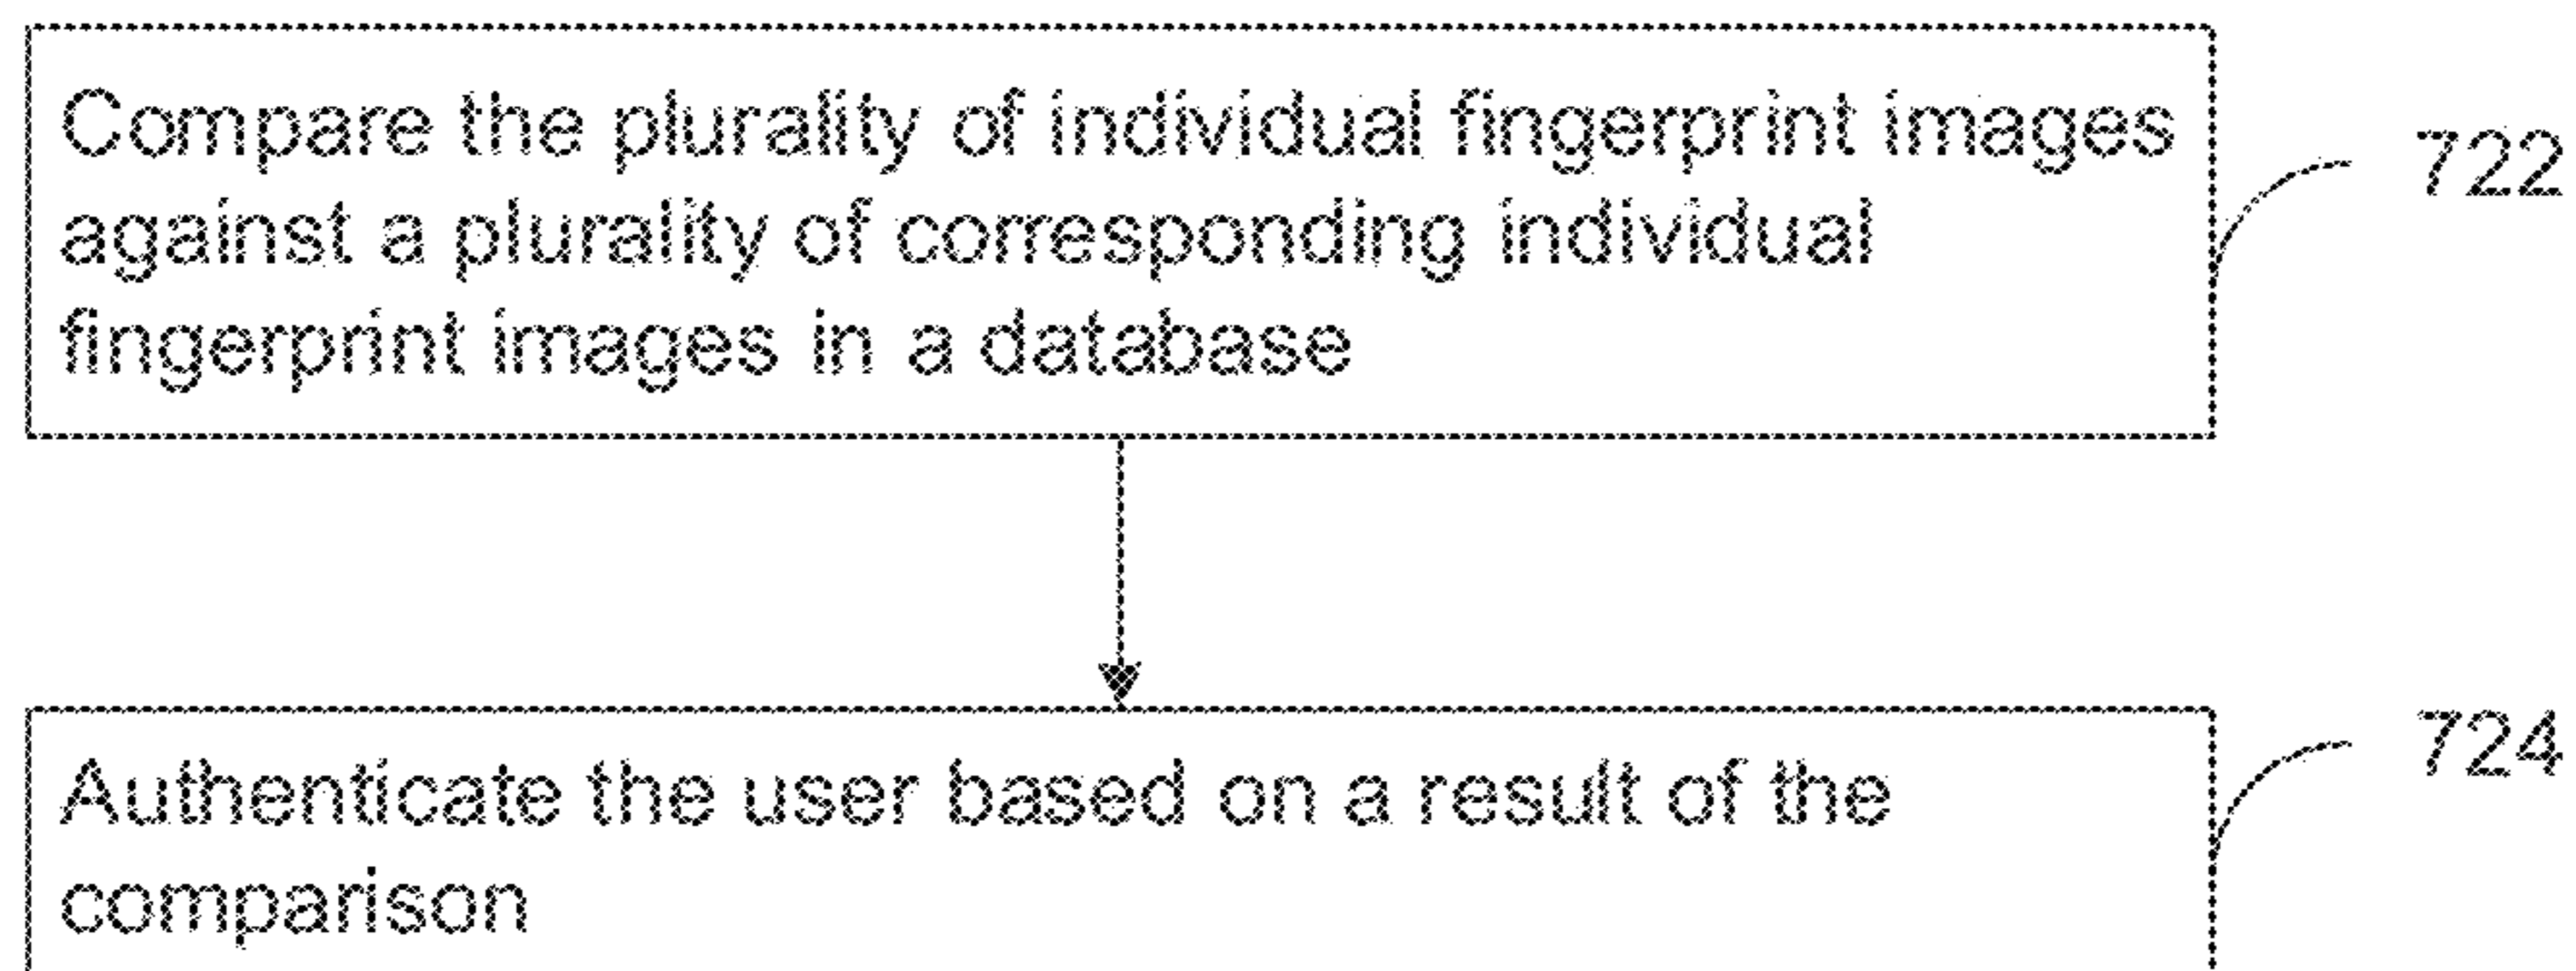 Compare the plurality of individual fingerprint images
against a plurality of corresponding individual
fingerprint images in a database
722
Authenticate the user based on a result of the
comparison
724